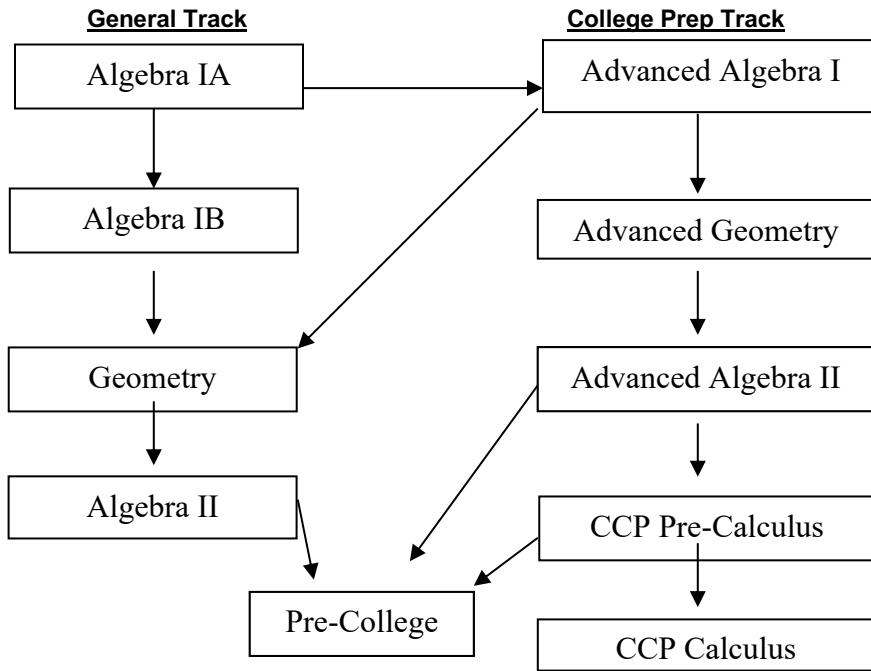 General Track
College Prep Track
Algebra IA
Advanced Algebra I
Algebra IB
Advanced Geometry
Geometry
Advanced Algebra II
Algebra II
CCP Pre-Calculus
Pre-College
CCP Calculus